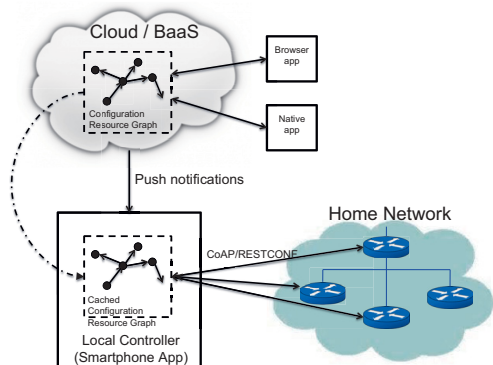 Cloud / BaaS
Configuration
Resource Graph
Browser
app
Native
app
Push notifications
Home Network
CoAP/RESTCONF
Cached
Configuration
Resource Graph
Local Controller
(Smartphone App)